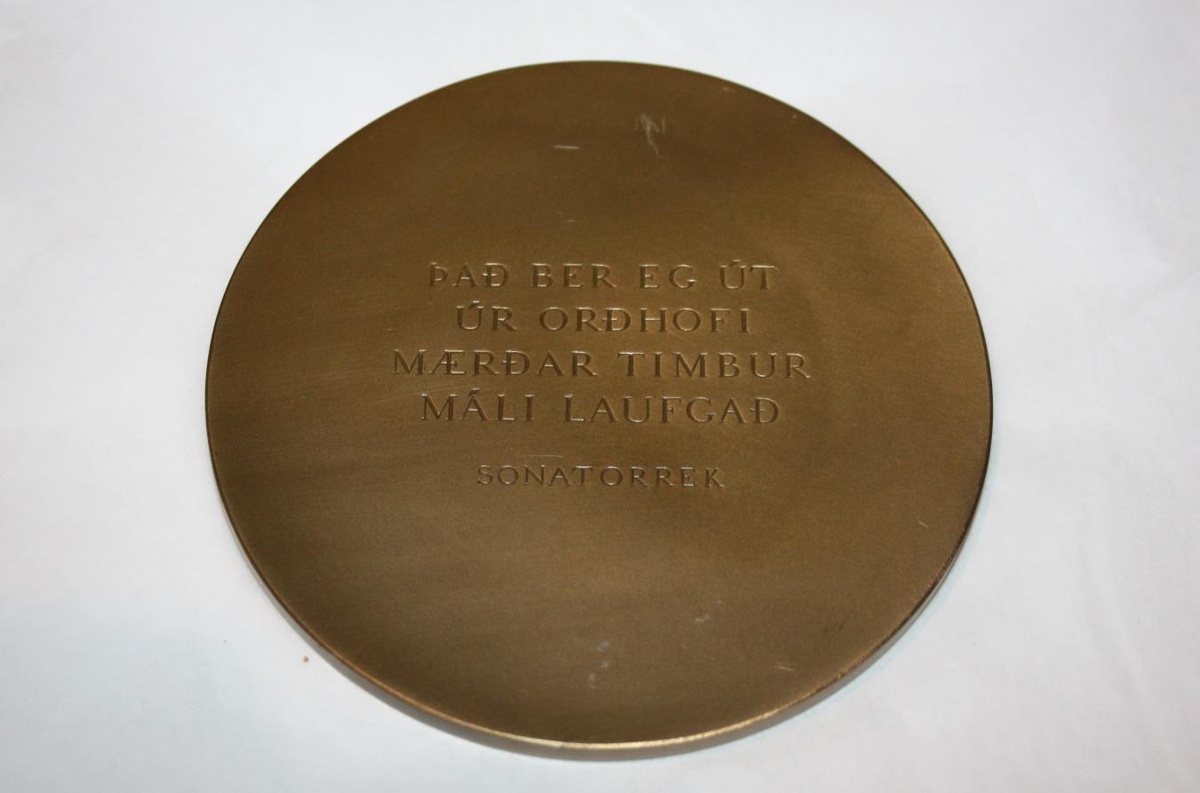 ÞAÐ BER EG ÚT
ÚR ORÐHOFI
MÆRÐAR TIMBUR
MÁLI LAUFGAÐ
SONATORREK